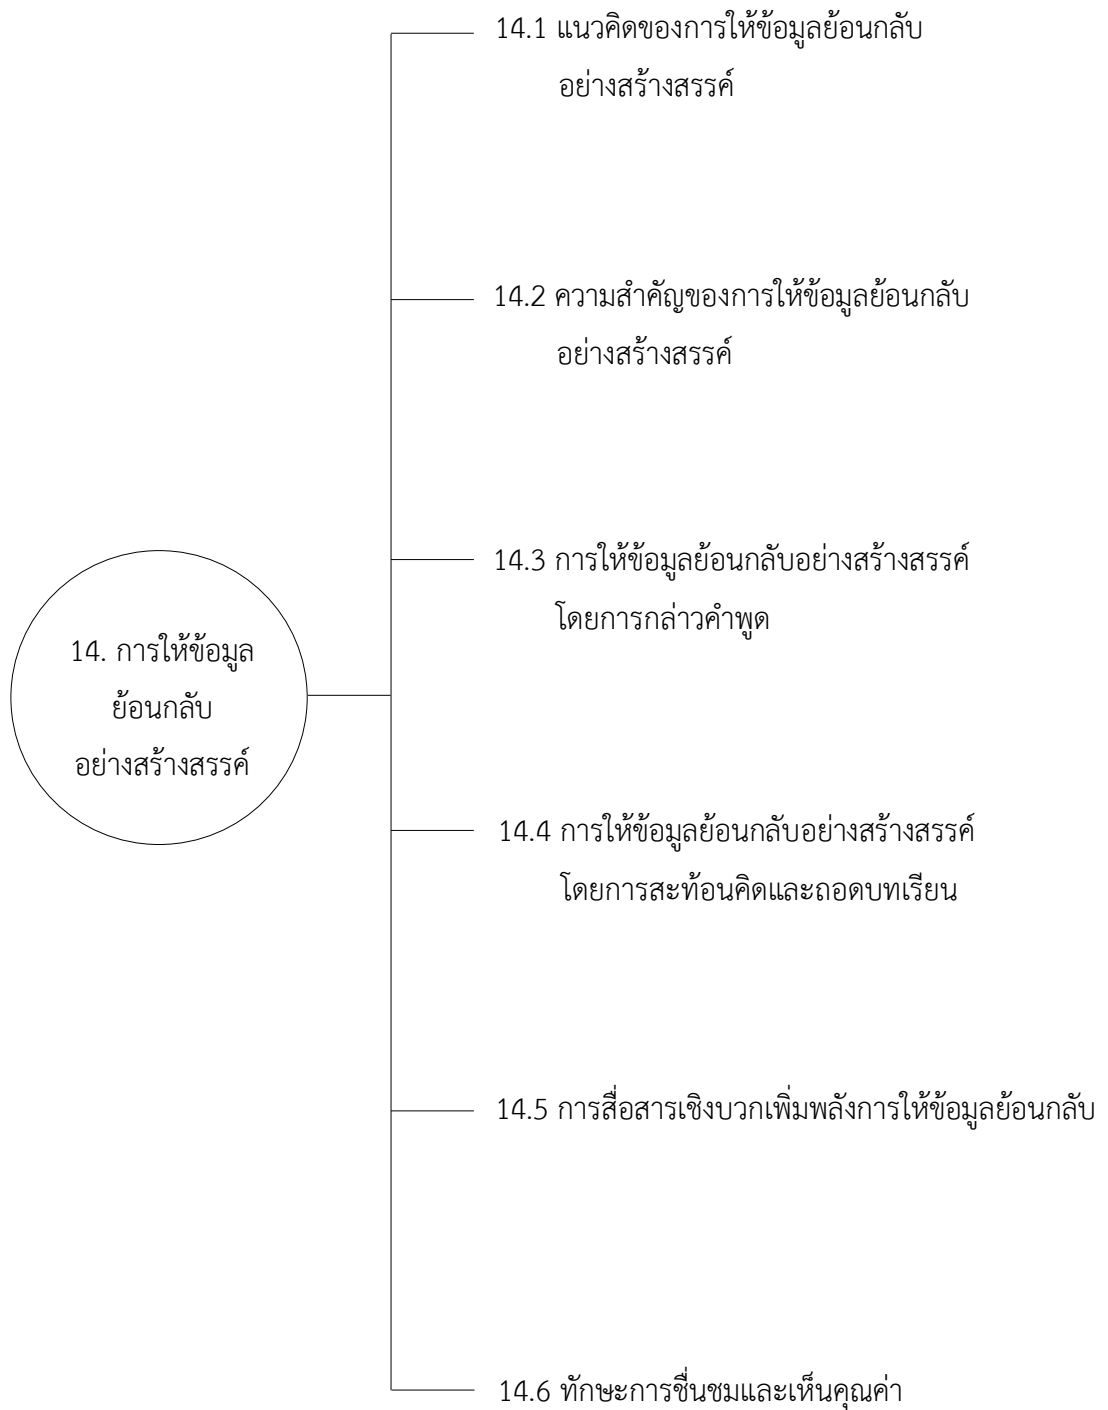 14.1 แนวคิดของการให้ข้อมูลย้อนกลับ
อย่างสร้างสรรค์
14.2 ความสำคัญของการให้ข้อมูลย้อนกลับ
อย่างสร้างสรรค์
14.3 การให้ข้อมูลย้อนกลับอย่างสร้างสรรค์
โดยการกล่าวคำพูด
14. การให้ข้อมูล
ย้อนกลับ
อย่างสร้างสรรค์
14.4 การให้ข้อมูลย้อนกลับอย่างสร้างสรรค์
โดยการสะท้อนคิดและถอดบทเรียน
14.5 การสื่อสารเชิงบวกเพิ่มพลังการให้ข้อมูลย้อนกลับ
14.6 ทักษะการชื่นชมและเห็นคุณค่า